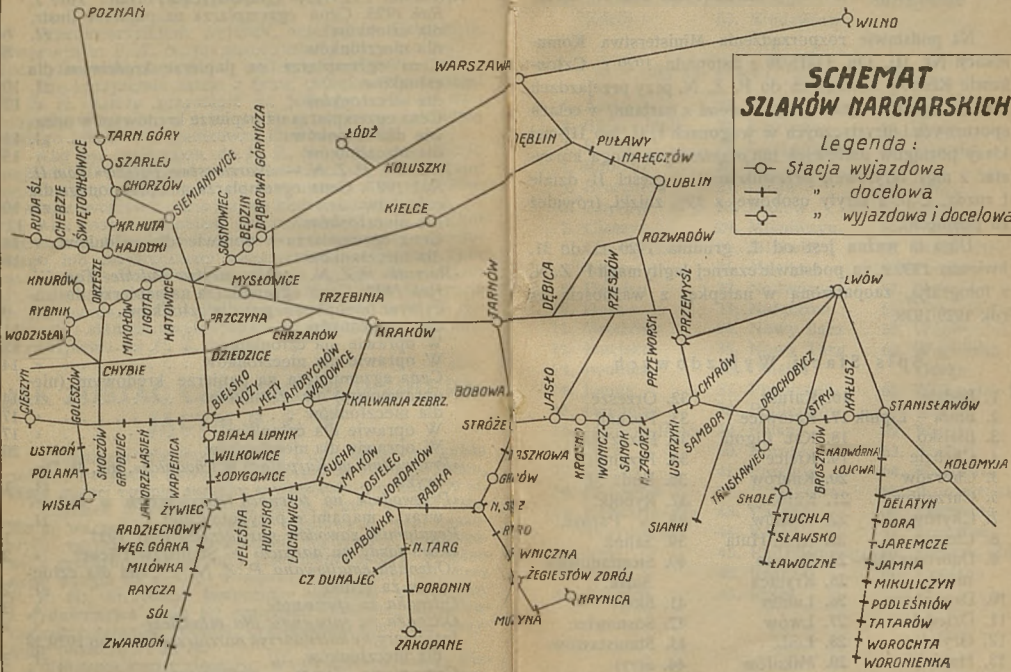 SCHEMAT
SZLAKÓW NARCIARSKICH
Legenda :
Stacja wyjazdowa
" docelowa
" wyjazdowa i docelowa
POZNAŃ
WILNO
WARSZAWA
TARN. GÓRY
SZARLEJ
CHORZÓW
SIEMIANOWICE
KR. HUTA
HAJDUKI
RUDA ŚL.
CHEBZIE
ŚWIĘTOCHŁOWICE
SOSNOWIEC
BĘDZIN
DĄBROWA GÓRNICZA
ŁÓDŹ
KOLUSZKI
KIELCE
DĘBLIN
PUŁAWY
NAŁĘCZÓW
LUBLIN
ROZWADÓW
KNURÓW
ORZESZE
RYBNIK
WODZISŁAW
MIKOŁÓW
LIGOTA
KATOWICE
MYSŁOWICE
TRZEBINIA
PSZCZYNA
CHRZANÓW
KRAKÓW
TARNÓW
DĘBICA
RZESZÓW
PRZEWORSK
PRZEMYŚL
LWÓW
DZIEDZICE
CHYBIE
CIESZYN
GOLESZÓW
USTROŃ
POLANA
WISŁA
SKOCZÓW
GRODZIEC
JAWORZE JASIEŃ
WAPIENICA
BIELSKO
KOZY
KĘTY
ANDRYCHÓW
WADOWICE
KALWARJA ZEBRZ.
BIAŁA LIPNIK
WILKOWICE
ŁODYGOWICE
ŻYWIEC
RADZIECHOWY
WĘG. GÓRKA
MILÓWKA
RAYCZA
SÓL
ZWARDOŃ
JELEŚNA
HUCISKO
LACHOWICE
SUCHA
MAKÓW
OSIELEC
JORDANÓW
CHABÓWKA
RABKA
N. TARG
CZ DUNAJEC
PORONIN
ZAKOPANE
BOBOWA
STRÓŻE
KRYNICA
ŻEGIESTÓW ZDRÓJ
JASŁO
KROSNO
IWONICZ
SANOK
N. ZAGÓRZ
USTRZYKI
CHYRÓW
SAMBOR
SIANKI
DROHOBYCZ
TRUSKAWIEC
STRYJ
SKOLE
TUCHLA
SŁAWSKO
ŁAWOCZNE
BROSZNIÓW
KAŁUSZ
STANISŁAWÓW
NADWÓRNA
ŁOJOWA
KOŁOMYJA
DELATYN
DORA
JAREMCZE
JAMNA
MIKULICZYN
PODLEŚNIÓW
TATARÓW
WOROCHTA
WORONIENKA